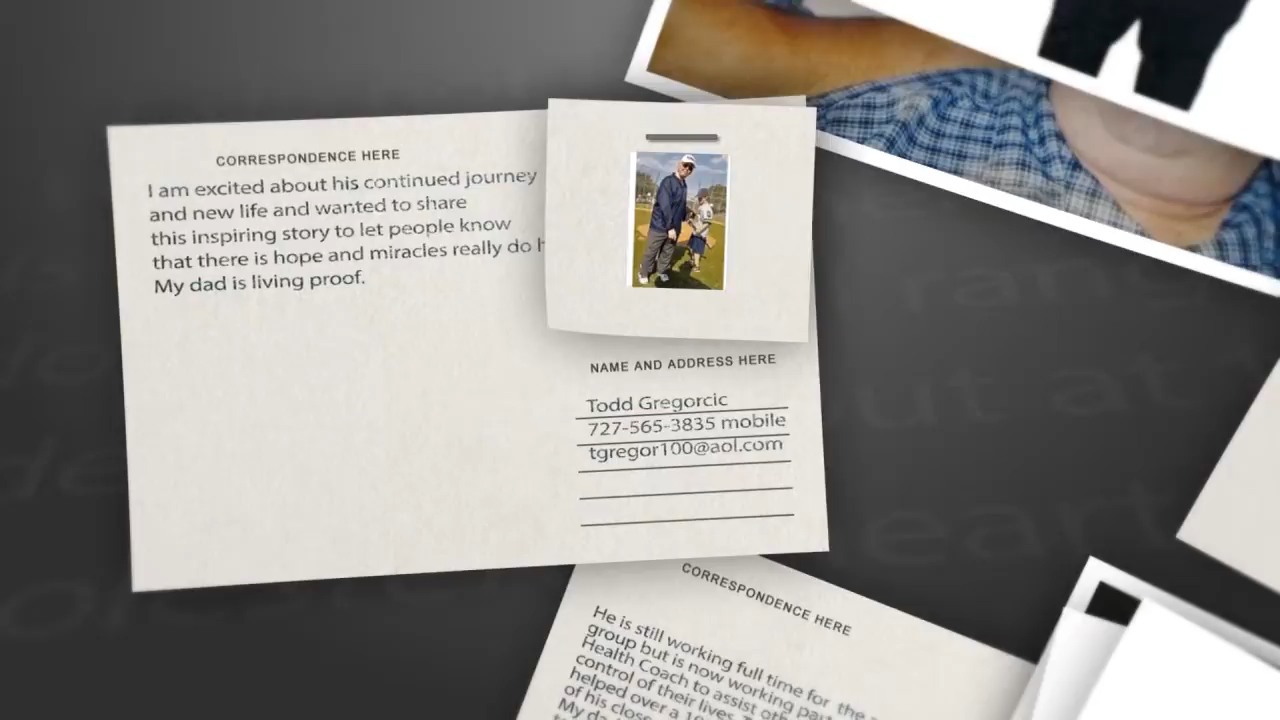 CORRESPONDENCE HERE
I am excited about his continued journey
and new life and wanted to share
this inspiring story to let people know
that there is hope and miracles really do
My dad is living proof.
NAME AND ADDRESS HERE
Todd Gregorcic
727-565-3835 mobile
tgregor100@aol.com
CORRESPONDENCE HERE
He is still working full time for the
group but is now working
Health Coach to assist
control of their lives.
helped over a
of his close
My